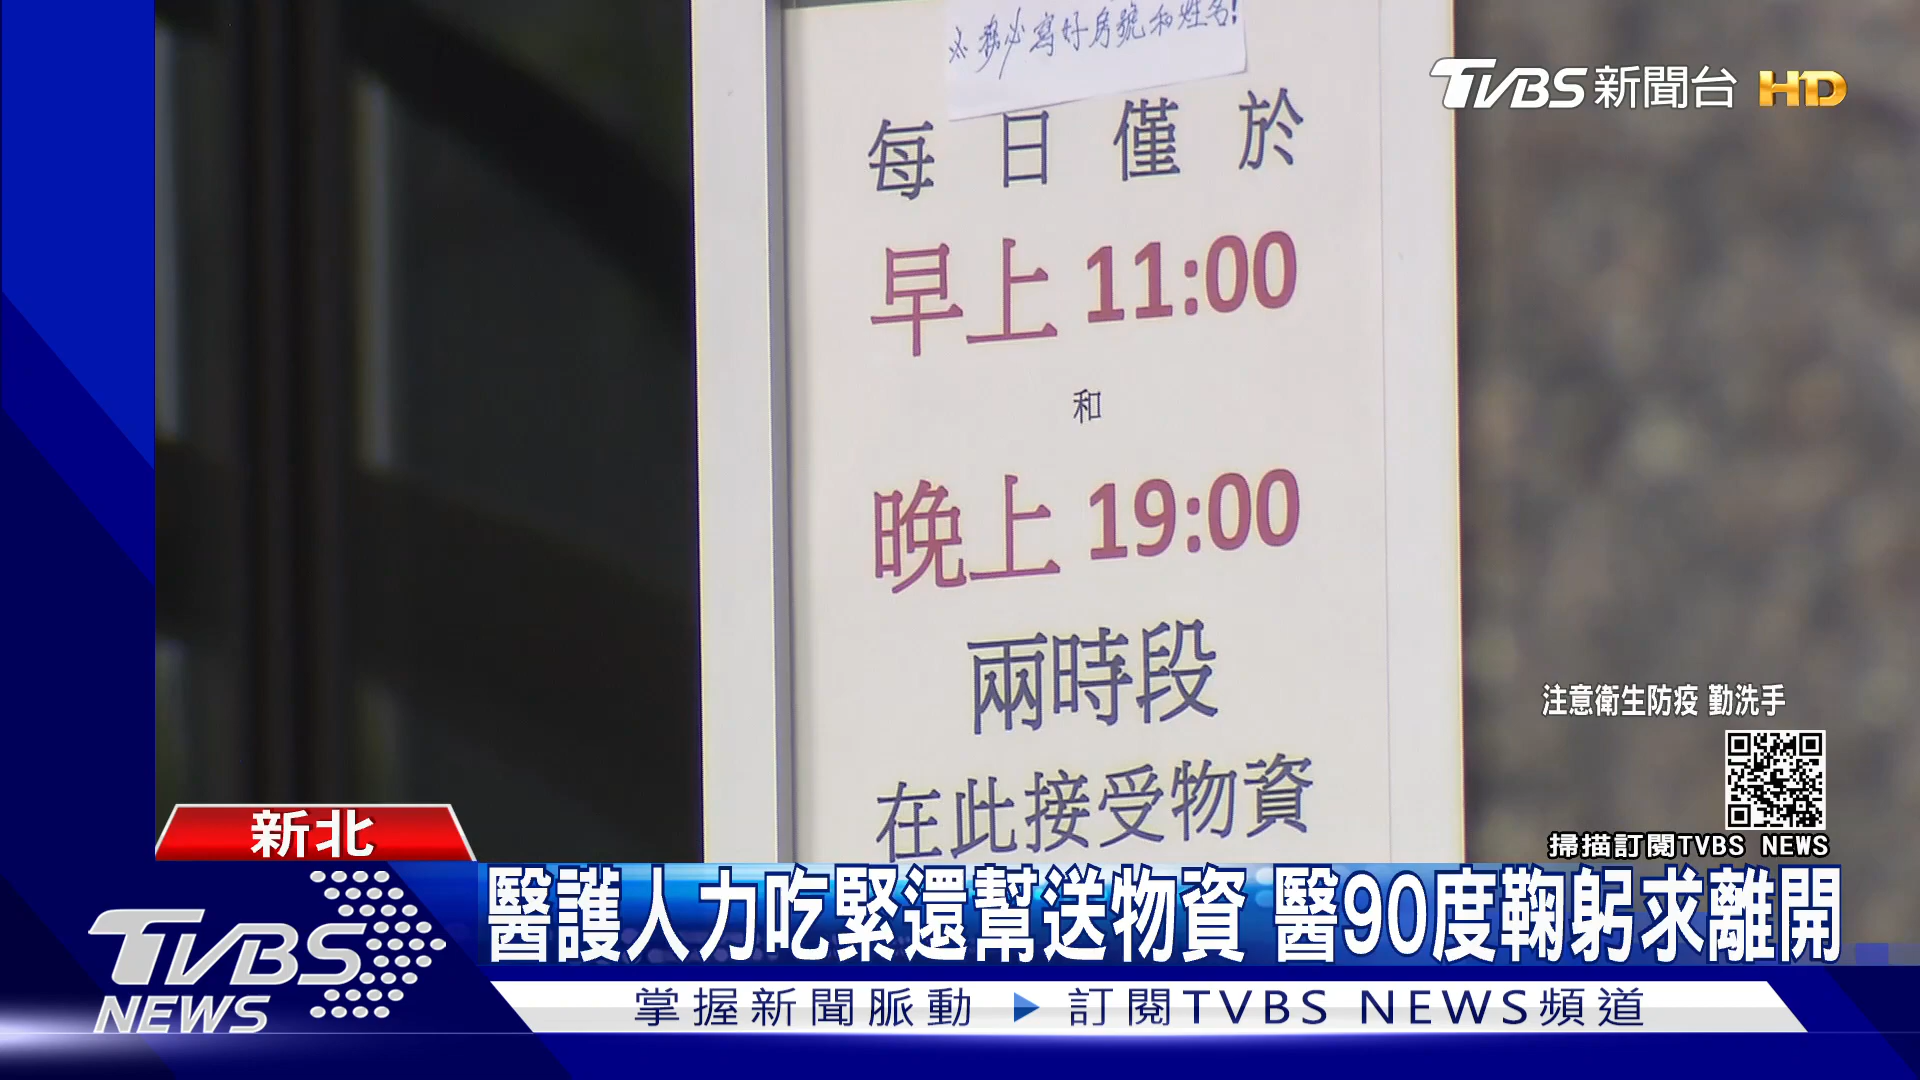 務必寫好房號和姓名!
TVBS新聞台 HD
每日僅於
早上 11:00
和
晚上 19:00
兩時段
在此接受物資
注意衛生防疫 勤洗手
掃描訂閱TVBS NEWS
新北
醫護人力吃緊還幫送物資 醫90度鞠躬求離開
TVBS
NEWS
掌握新聞脈動 ▶ 訂閱TVBS NEWS頻道